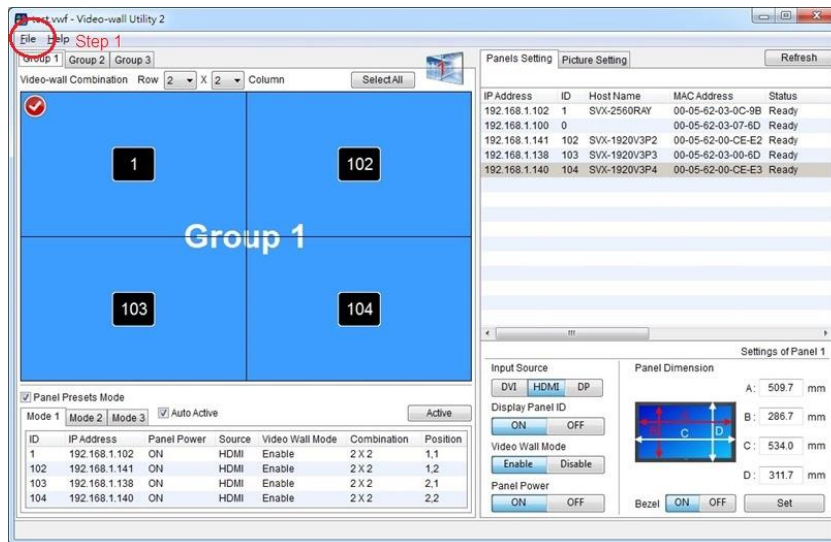 test.vwf - Video-wall Utility 2
File Help Step 1
Group 1 Group 2 Group 3
Video-wall Combination Row 2 X 2 Column Select All
1
102
Group 1
103
104
Panel Presets Mode
Mode 1 Mode 2 Mode 3 Auto Active Active
ID IP Address Panel Power Source Video Wall Mode Combination Position
1 192.168.1.102 ON HDMI Enable 2 X 2 1,1
102 192.168.1.141 ON HDMI Enable 2 X 2 1,2
103 192.168.1.138 ON HDMI Enable 2 X 2 2,1
104 192.168.1.140 ON HDMI Enable 2 X 2 2,2
Panels Setting Picture Setting Refresh
IP Address ID Host Name MAC Address Status
192.168.1.102 1 SVX-2560RAY 00-05-62-03-0C-9B Ready
192.168.1.100 0 00-05-62-03-07-6D Ready
192.168.1.141 102 SVX-1920V3P2 00-05-62-00-CE-E2 Ready
192.168.1.138 103 SVX-1920V3P3 00-05-62-03-00-6D Ready
192.168.1.140 104 SVX-1920V3P4 00-05-62-00-CE-E3 Ready
Settings of Panel 1
Input Source
DVI HDMI DP
Display Panel ID
ON OFF
Video Wall Mode
Enable Disable
Panel Power
ON OFF
Panel Dimension
A: 509.7 mm
B: 286.7 mm
C: 534.0 mm
D: 311.7 mm
A
B
C
D
Bezel ON OFF Set